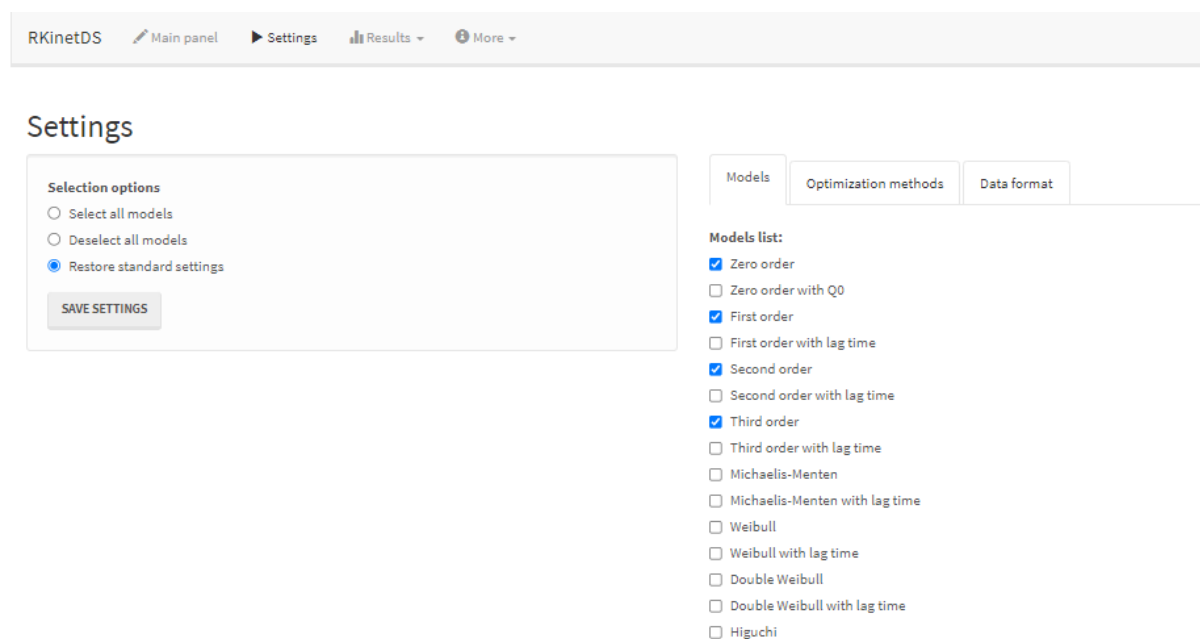 RKinetDS Main panel Settings Results More
Settings
Selection options
Select all models
Deselect all models
Restore standard settings
SAVE SETTINGS
Models Optimization methods Data format
Models list:
Zero order
Zero order with Q0
First order
First order with lag time
Second order
Second order with lag time
Third order
Third order with lag time
Michaelis-Menten
Michaelis-Menten with lag time
Weibull
Weibull with lag time
Double Weibull
Double Weibull with lag time
Higuchi